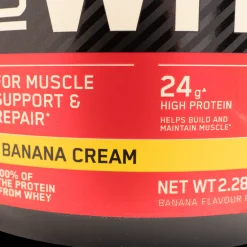 FOR MUSCLE
SUPPORT &
REPAIR*
24g^
HIGH PROTEIN
HELPS BUILD AND
MAINTAIN MUSCLE*
BANANA CREAM
100% OF
THE PROTEIN
FROM WHEY
NET WT 2.28
BANANA FLAVOUR